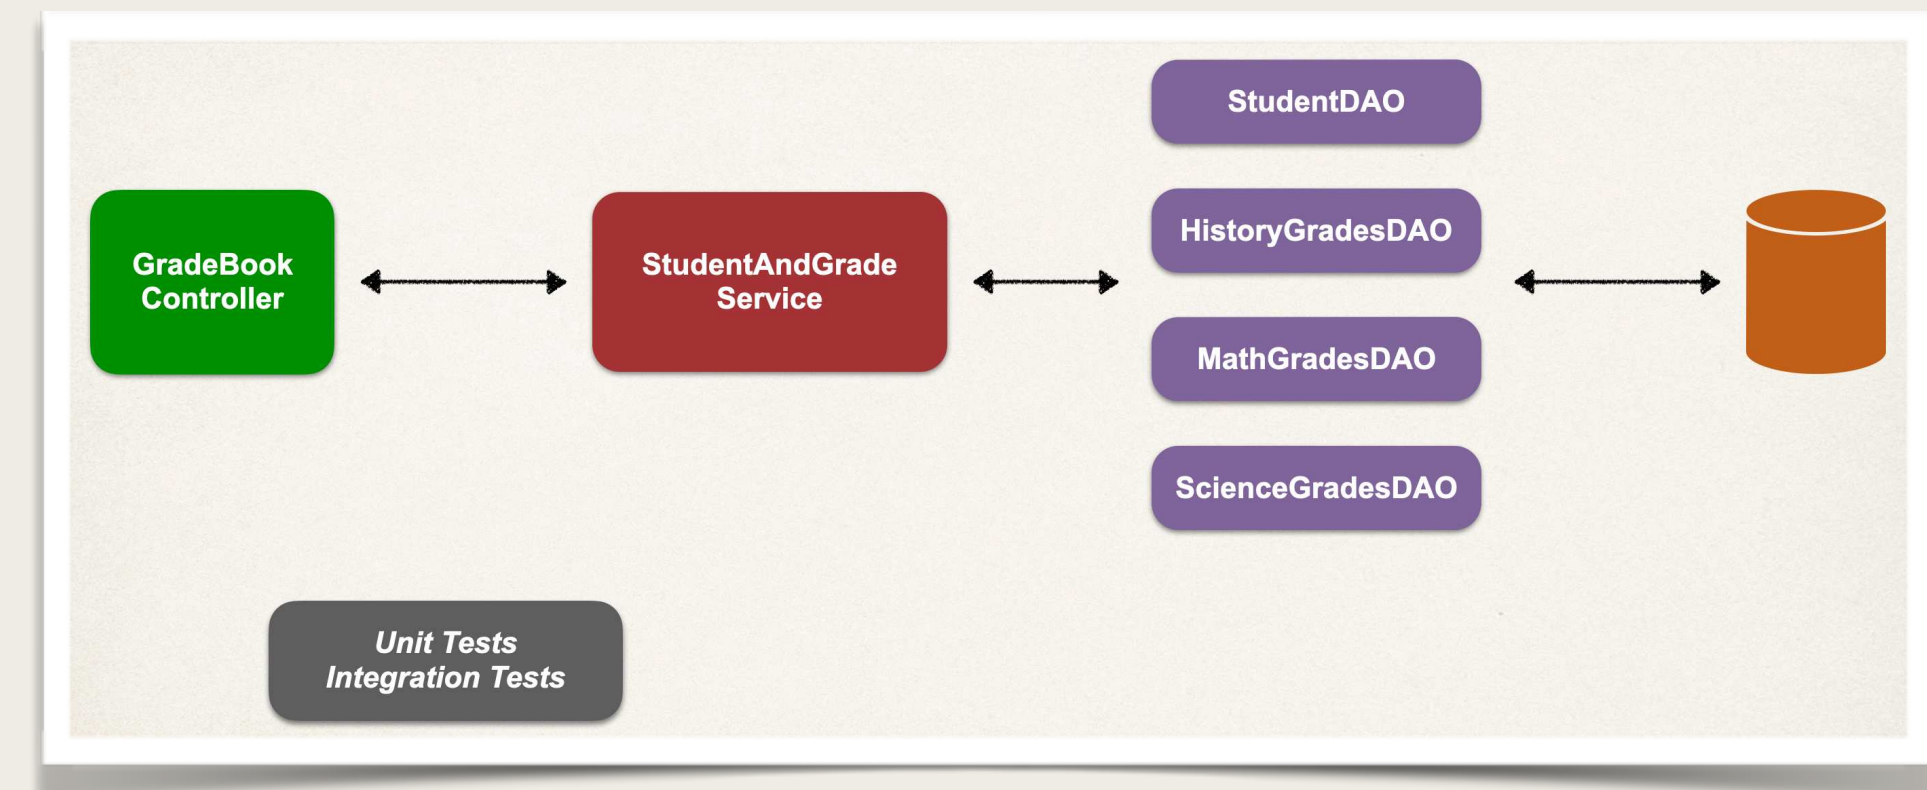 GradeBook
Controller
StudentAndGrade
Service
StudentDAO
HistoryGradesDAO
MathGradesDAO
ScienceGradesDAO
Unit Tests
Integration Tests